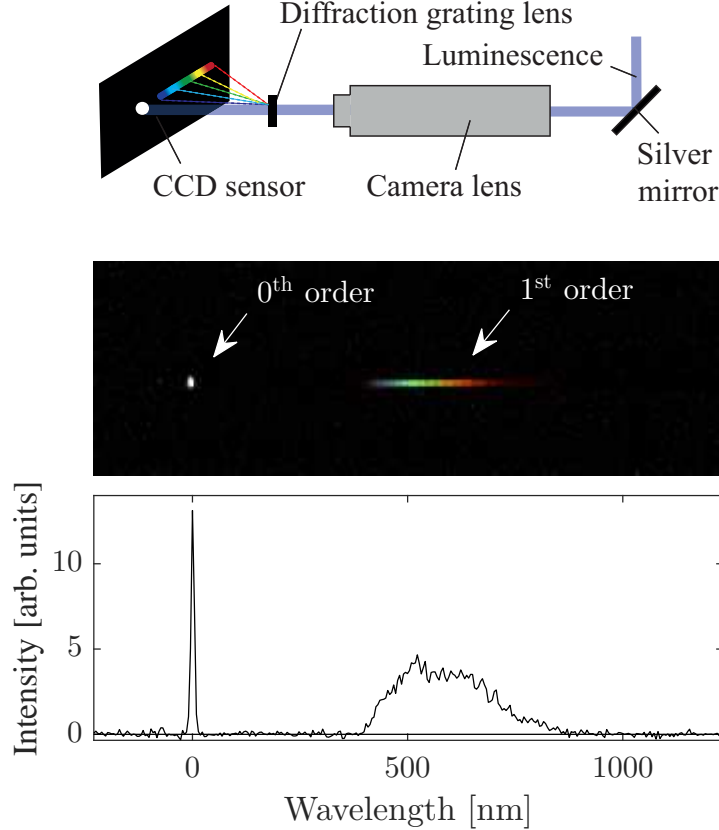 Diffraction grating lens
Luminescence
CCD sensor
Camera lens
Silver
mirror
0th order
1st order
Intensity [arb. units]
10
5
0
0
500
1000
Wavelength [nm]